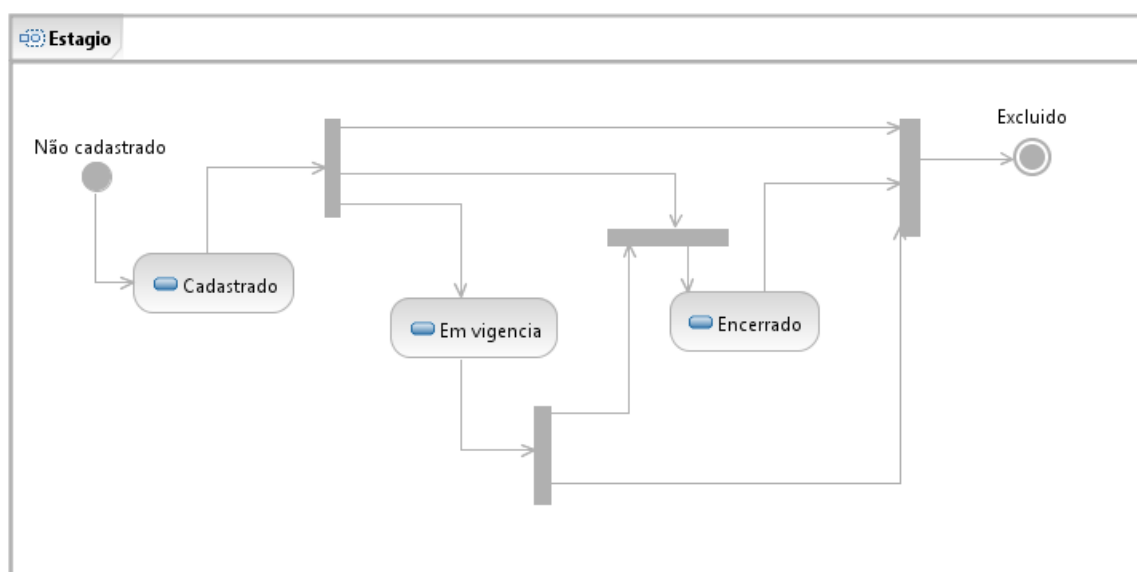 Estagio
Não cadastrado
Excluido
Cadastrado
Em vigencia
Encerrado